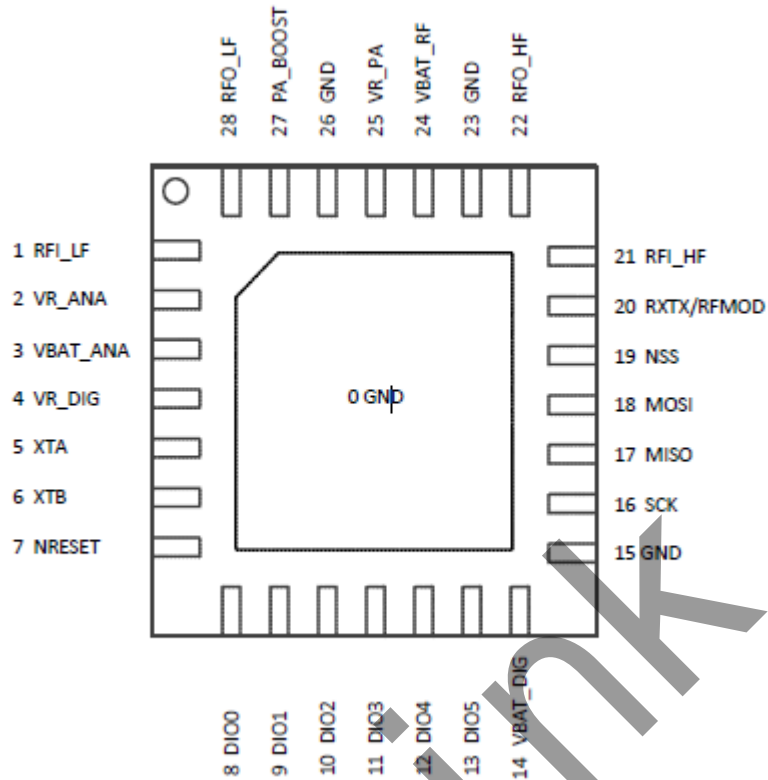 28 RFO_LF
27 PA_BOOST
26 GND
25 VR_PA
24 VBAT_RF
23 GND
22 RFO_HF
1 RFI_LF
2 VR_ANA
3 VBAT_ANA
4 VR_DIG
5 XTA
6 XTB
7 NRESET
0 GND
21 RFI_HF
20 RXTX/RFMOD
19 NSS
18 MOSI
17 MISO
16 SCK
15 GND
8 DIO0
9 DIO1
10 DIO2
11 DIO3
12 DIO4
13 DIO5
14 VBAT_DIG
ink